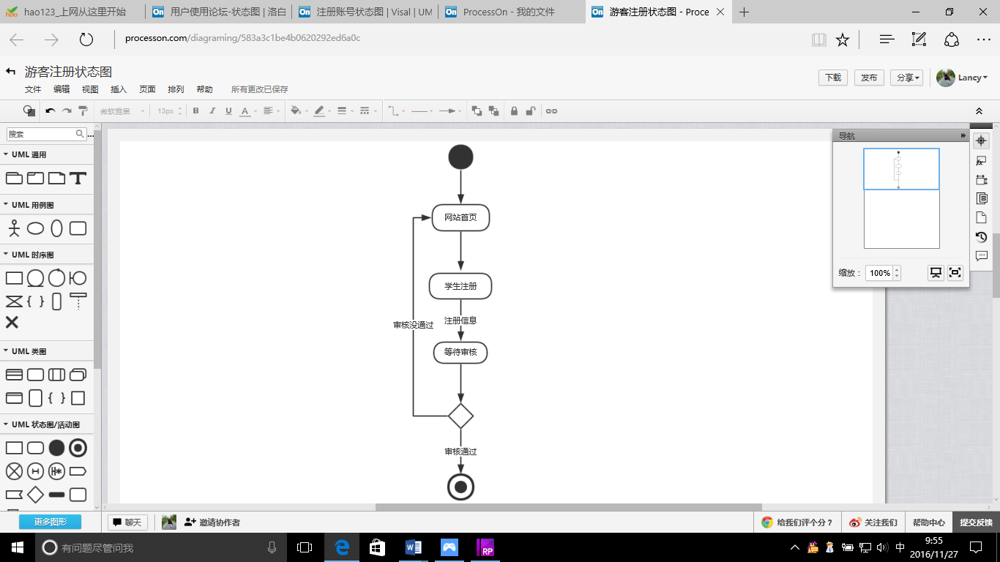 hao123_上网从这里开始
用户使用论坛-状态图 | 洛白
注册账号状态图 | Visal | UM
ProcessOn - 我的文件
游客注册状态图 - Proce
processon.com/diagraming/583a3c1be4b0620292ed6a0c
游客注册状态图
文件 编辑 视图 插入 页面 排列 帮助 所有更改已保存
下载 发布 分享 Lancy
微软雅黑 13px B I U A
搜索
导航
UML 通用
UML 用例图
UML 时序图
UML 类图
UML 状态图/活动图
更多图形
网站首页
学生注册
注册信息
审核没通过
等待审核
审核通过
缩放： 100%
聊天 邀请协作者
给我们评个分？ 关注我们 帮助中心 提交反馈
有问题尽管问我
中
9:55
2016/11/27